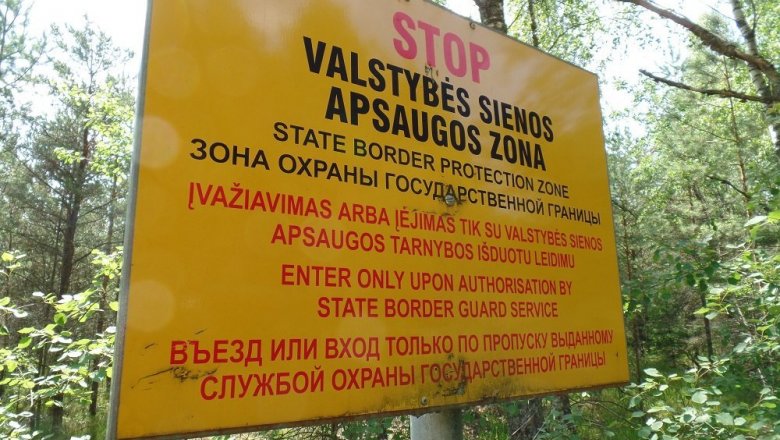 STOP
VALSTYBĖS SIENOS
APSAUGOS ZONA
STATE BORDER PROTECTION ZONE
ЗОНА ОХРАНЫ ГОСУДАРСТВЕННОЙ ГРАНИЦЫ
ĮVAŽIAVIMAS ARBA ĮĖJIMAS TIK SU VALSTYBĖS SIENOS
APSAUGOS TARNYBOS IŠDUOTU LEIDIMU
ENTER ONLY UPON AUTHORISATION BY
STATE BORDER GUARD SERVICE
ВЪЕЗД ИЛИ ВХОД ТОЛЬКО ПО ПРОПУСКУ ВЫДАННОМУ
СЛУЖБОЙ ОХРАНЫ ГОСУДАРСТВЕННОЙ ГРАНИЦЫ